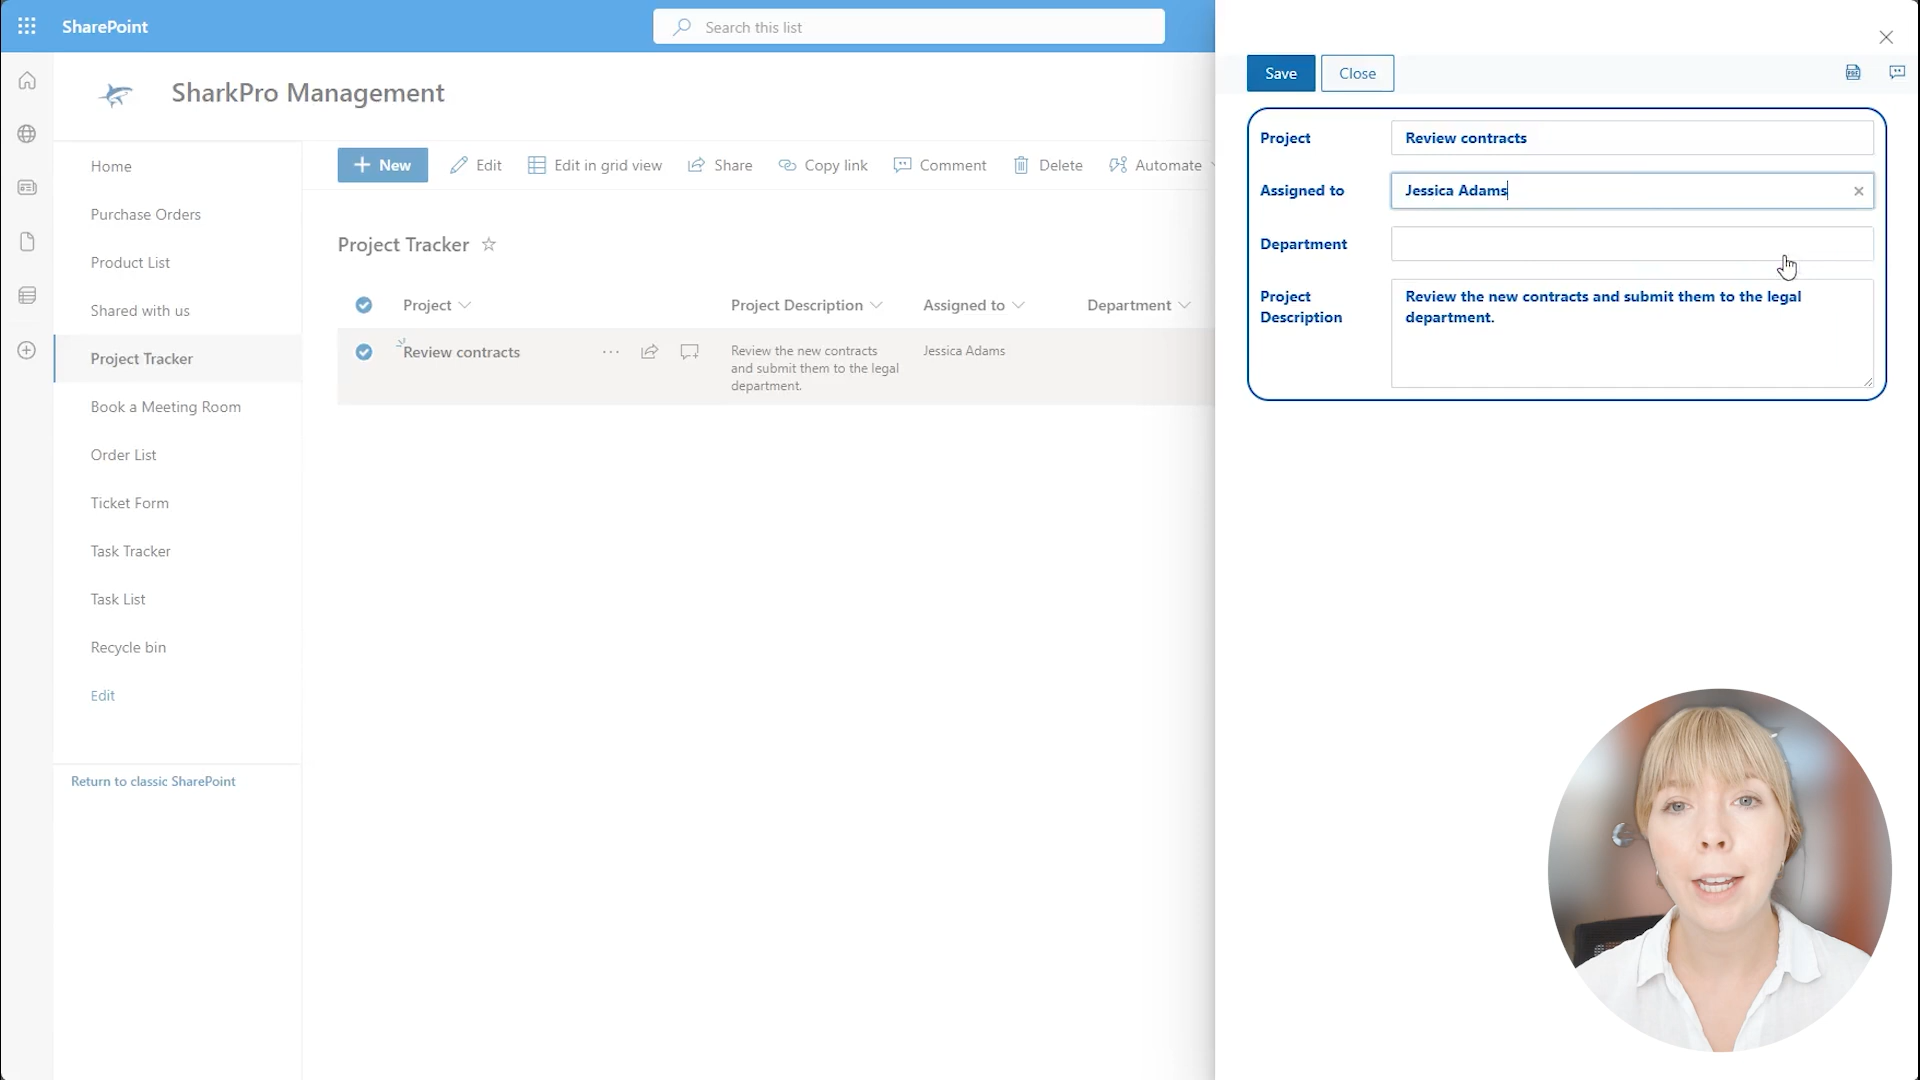 SharePoint
Search this list
SharkPro Management
Home
Purchase Orders
Product List
Shared with us
Project Tracker
Book a Meeting Room
Order List
Ticket Form
Task Tracker
Task List
Recycle bin
Edit
Return to classic SharePoint
New Edit Edit in grid view Share Copy link Comment Delete Automate
Project Tracker
Project Project Description Assigned to Department
Review contracts
Review the new contracts
and submit them to the legal
department.
Jessica Adams
Save Close
Project Review contracts
Assigned to Jessica Adams
Department
Project
Description
Review the new contracts and submit them to the legal
department.